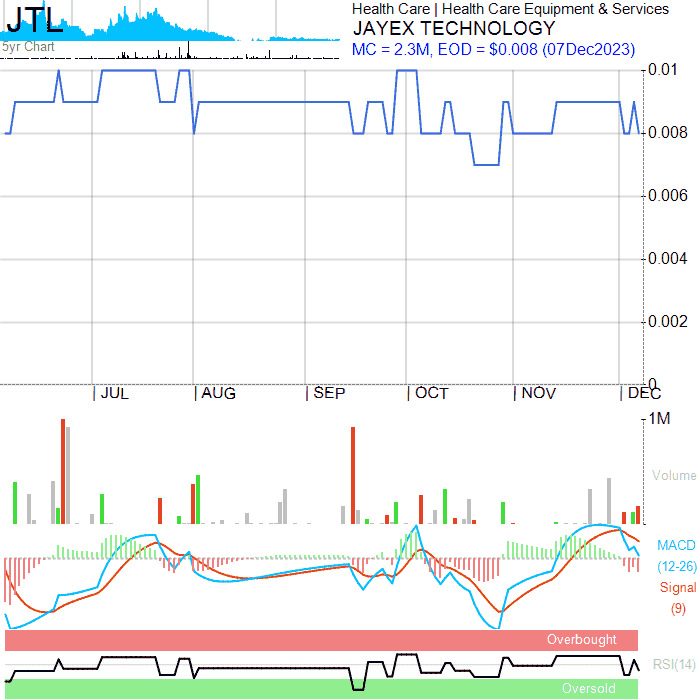 JTL
5yr Chart
Health Care | Health Care Equipment & Services
JAYEX TECHNOLOGY
MC = 2.3M, EOD = $0.008 (07Dec2023)
0.01
0.008
0.006
0.004
0.002
0
JUL AUG SEP OCT NOV DEC
1M
Volume
MACD
(12-26)
Signal
(9)
Overbought
RSI(14)
Oversold